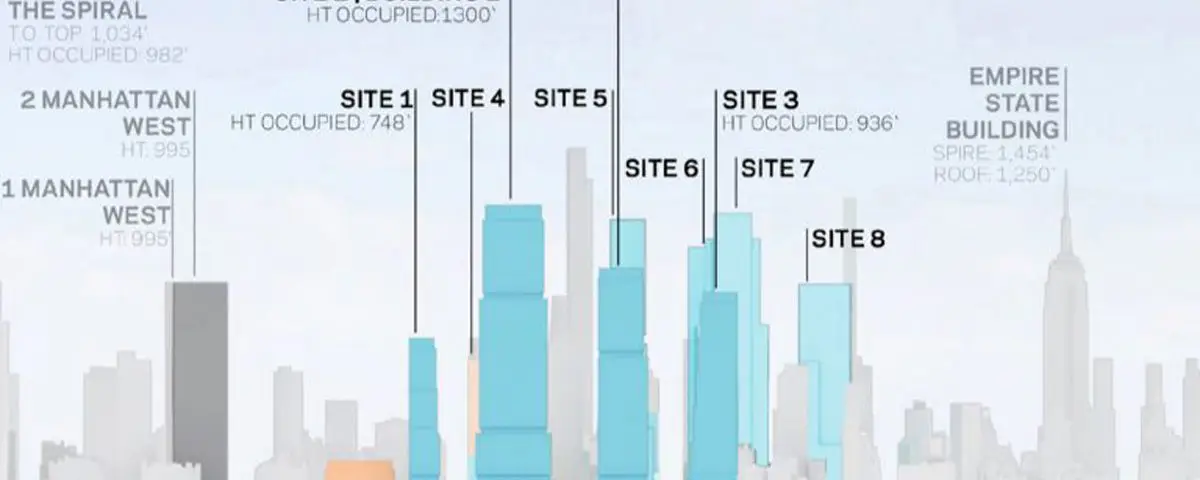 THE SPIRAL
TO TOP 1,034'
HT OCCUPIED: 982'
HT OCCUPIED:1300'
2 MANHATTAN
WEST
HT: 995
1 MANHATTAN
WEST
HT: 995'
SITE 1
HT OCCUPIED: 748'
SITE 4
SITE 5
SITE 3
HT OCCUPIED: 936'
SITE 6
SITE 7
SITE 8
EMPIRE
STATE
BUILDING
SPIRE: 1,454'
ROOF: 1,250'